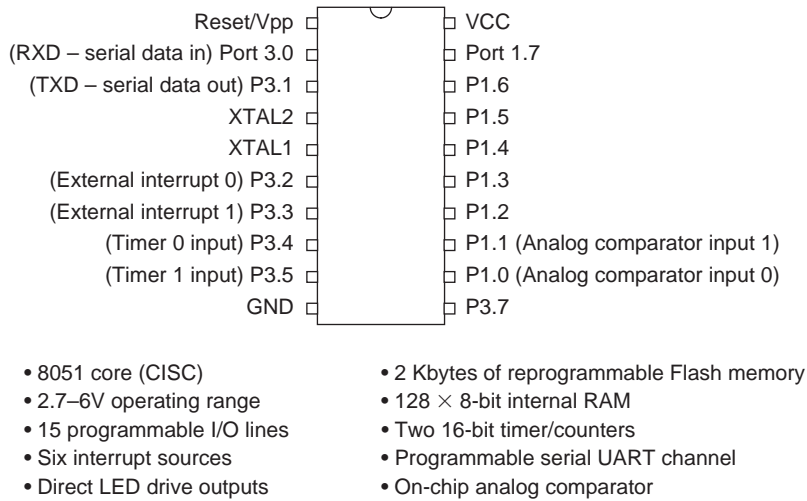 Reset/Vpp VCC
(RXD – serial data in) Port 3.0 Port 1.7
(TXD – serial data out) P3.1 P1.6
XTAL2 P1.5
XTAL1 P1.4
(External interrupt 0) P3.2 P1.3
(External interrupt 1) P3.3 P1.2
(Timer 0 input) P3.4 P1.1 (Analog comparator input 1)
(Timer 1 input) P3.5 P1.0 (Analog comparator input 0)
GND P3.7
• 8051 core (CISC)
• 2.7–6V operating range
• 15 programmable I/O lines
• Six interrupt sources
• Direct LED drive outputs
• 2 Kbytes of reprogrammable Flash memory
• 128 × 8-bit internal RAM
• Two 16-bit timer/counters
• Programmable serial UART channel
• On-chip analog comparator